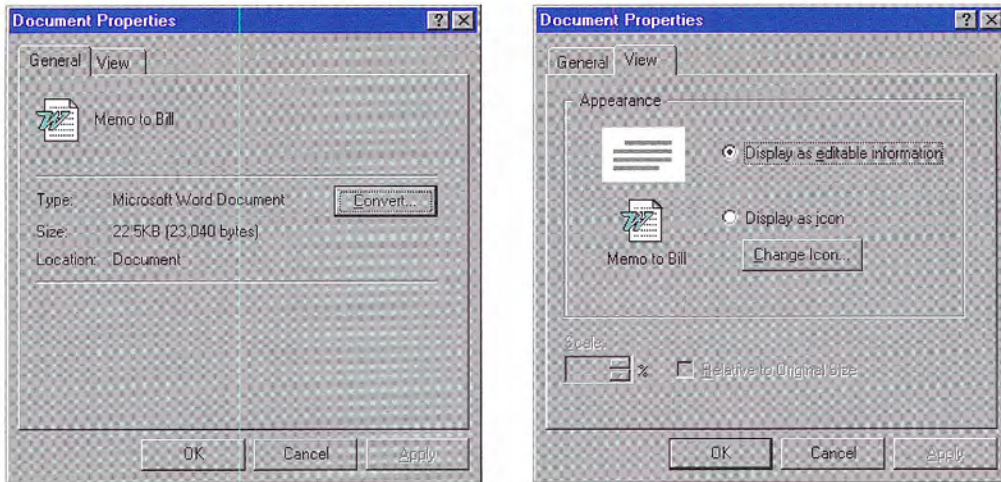 Document Properties
General View
Memo to Bill
Type: Microsoft Word Document Convert...
Size: 22.5KB (23,040 bytes)
Location: Document
OK Cancel Apply
Document Properties
General View
Appearance
Display as editable information
Display as icon
Memo to Bill Change Icon...
Scale:
% Relative to Original Size
OK Cancel Apply